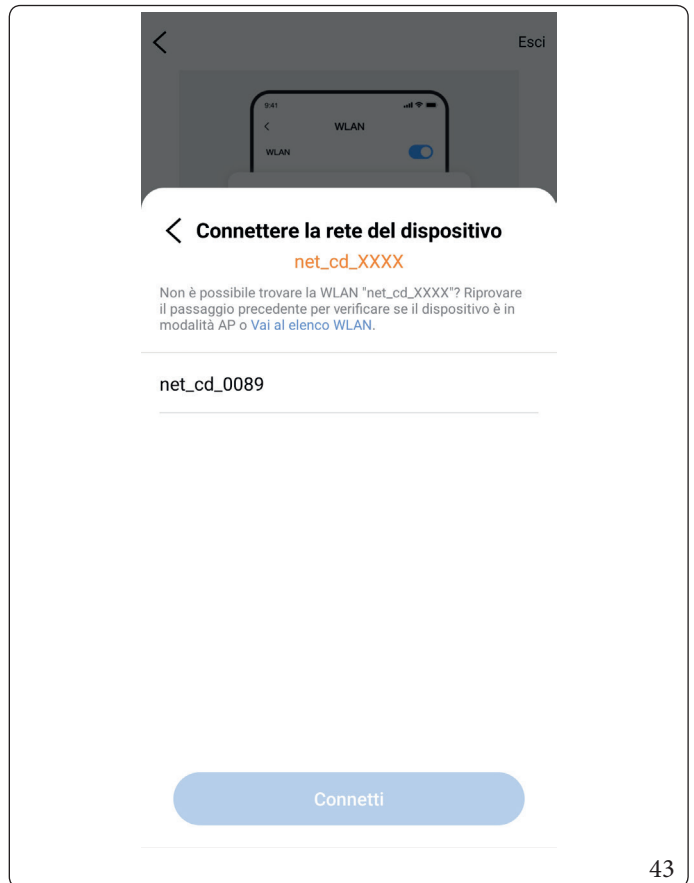 Esci
9:41
WLAN
WLAN
Connettere la rete del dispositivo
net_cd_XXXX
Non è possibile trovare la WLAN "net_cd_XXXX"? Riprovare
il passaggio precedente per verificare se il dispositivo è in
modalità AP o Vai al elenco WLAN.
net_cd_0089
Connetti
43